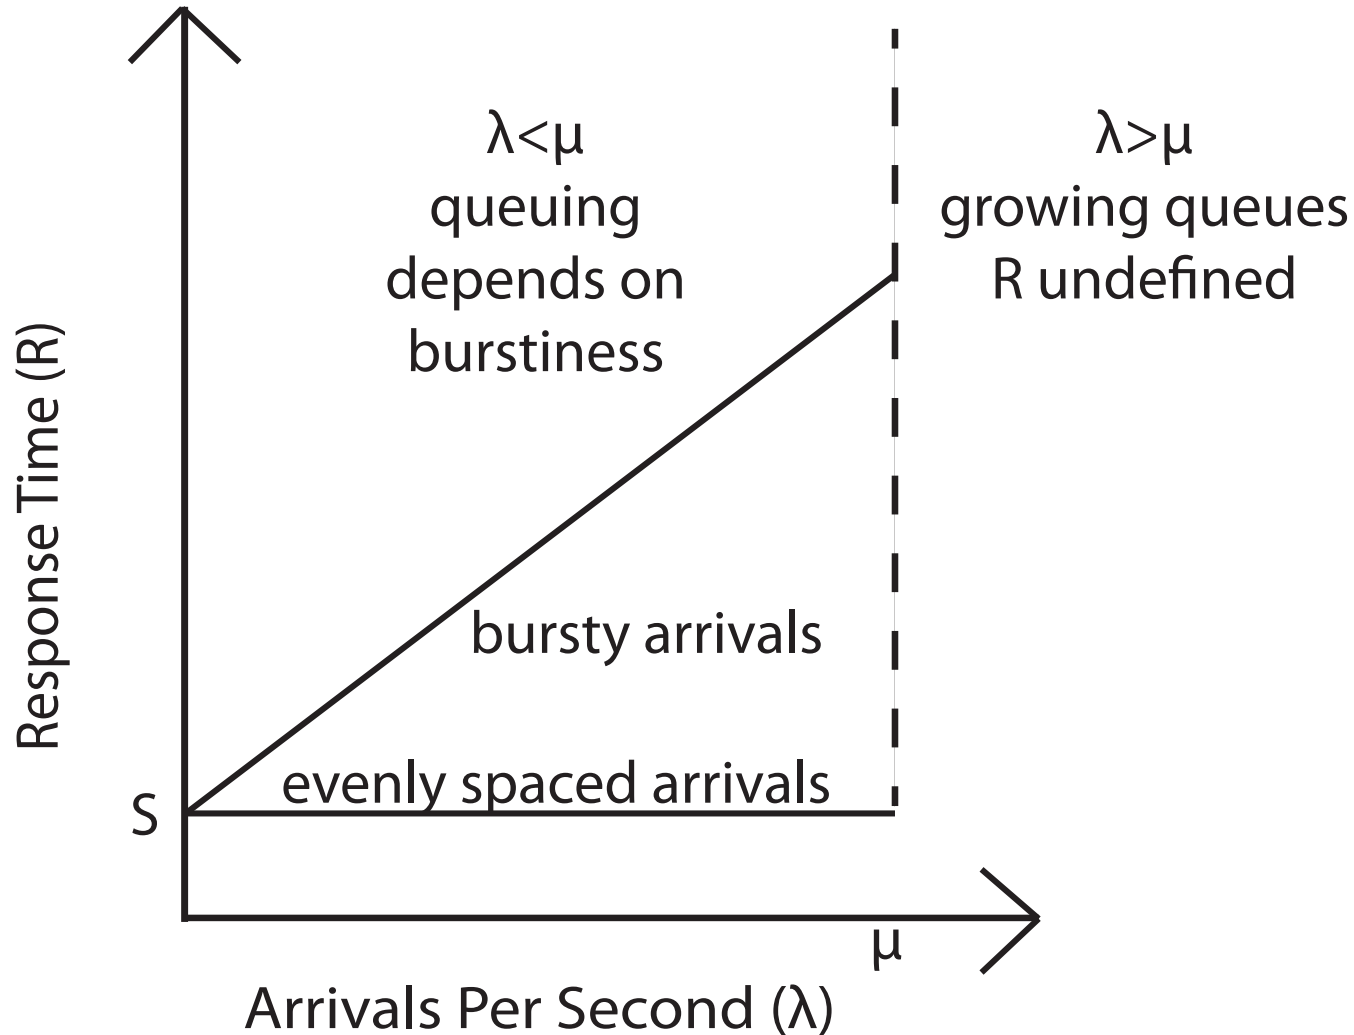 λ<μ
queuing
depends on
burstiness
λ>μ
growing queues
R undefined
Response Time (R)
bursty arrivals
evenly spaced arrivals
S
μ
Arrivals Per Second (λ)